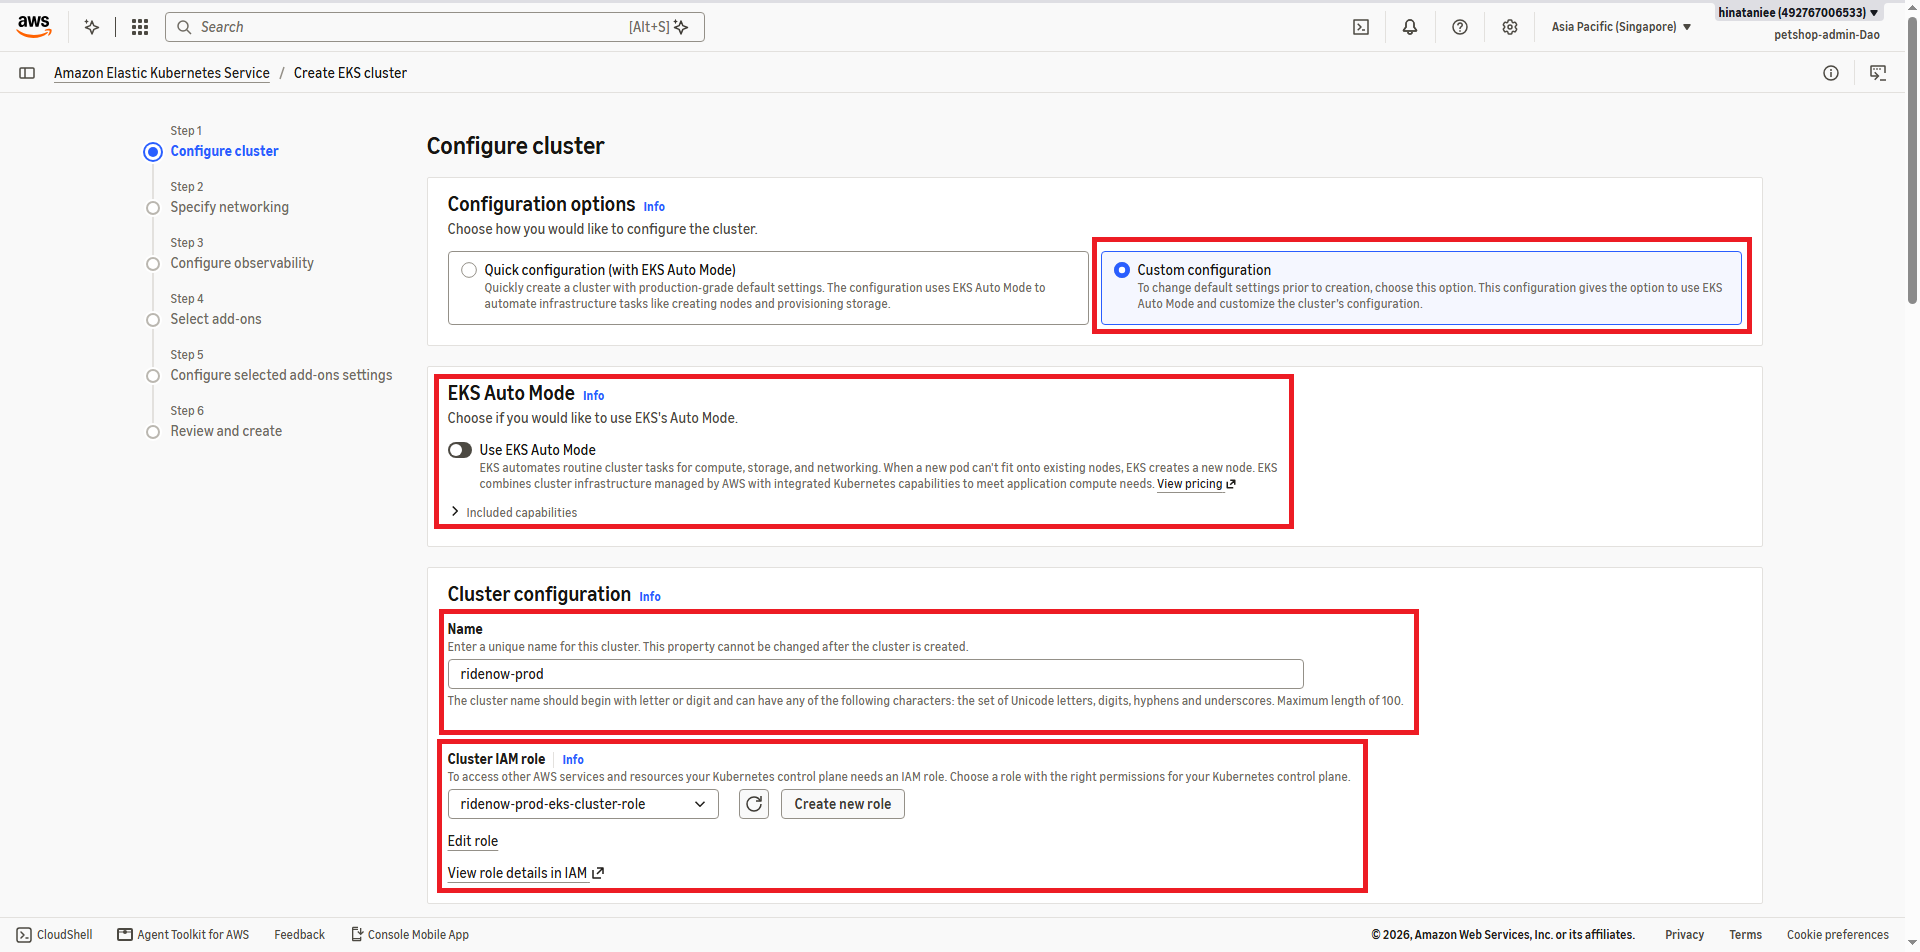 aws
Search
[Alt+S]
Asia Pacific (Singapore)
hinataniee (492767006533)
petshop-admin-Dao
Amazon Elastic Kubernetes Service / Create EKS cluster
Step 1
Configure cluster
Step 2
Specify networking
Step 3
Configure observability
Step 4
Select add-ons
Step 5
Configure selected add-ons settings
Step 6
Review and create
Configure cluster
Configuration options Info
Choose how you would like to configure the cluster.
Quick configuration (with EKS Auto Mode)
Quickly create a cluster with production-grade default settings. The configuration uses EKS Auto Mode to
automate infrastructure tasks like creating nodes and provisioning storage.
Custom configuration
To change default settings prior to creation, choose this option. This configuration gives the option to use EKS
Auto Mode and customize the cluster's configuration.
EKS Auto Mode Info
Choose if you would like to use EKS's Auto Mode.
Use EKS Auto Mode
EKS automates routine cluster tasks for compute, storage, and networking. When a new pod can't fit onto existing nodes, EKS creates a new node. EKS
combines cluster infrastructure managed by AWS with integrated Kubernetes capabilities to meet application compute needs. View pricing
Included capabilities
Cluster configuration Info
Name
Enter a unique name for this cluster. This property cannot be changed after the cluster is created.
ridenow-prod
The cluster name should begin with letter or digit and can have any of the following characters: the set of Unicode letters, digits, hyphens and underscores. Maximum length of 100.
Cluster IAM role Info
To access other AWS services and resources your Kubernetes control plane needs an IAM role. Choose a role with the right permissions for your Kubernetes control plane.
ridenow-prod-eks-cluster-role
Create new role
Edit role
View role details in IAM
CloudShell
Agent Toolkit for AWS
Feedback
Console Mobile App
© 2026, Amazon Web Services, Inc. or its affiliates.
Privacy
Terms
Cookie preferences